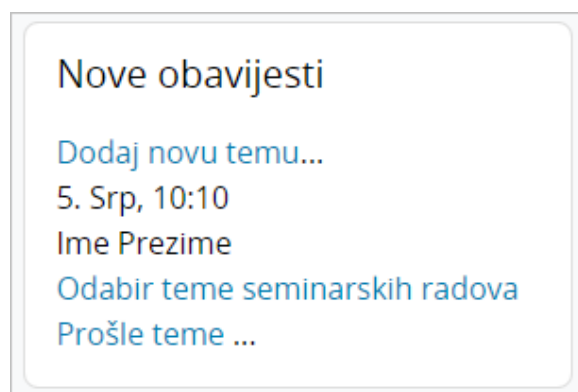 Nove obavijesti
Dodaj novu temu...
5. Srp, 10:10
Ime Prezime
Odabir teme seminarskih radova
Prošle teme ...